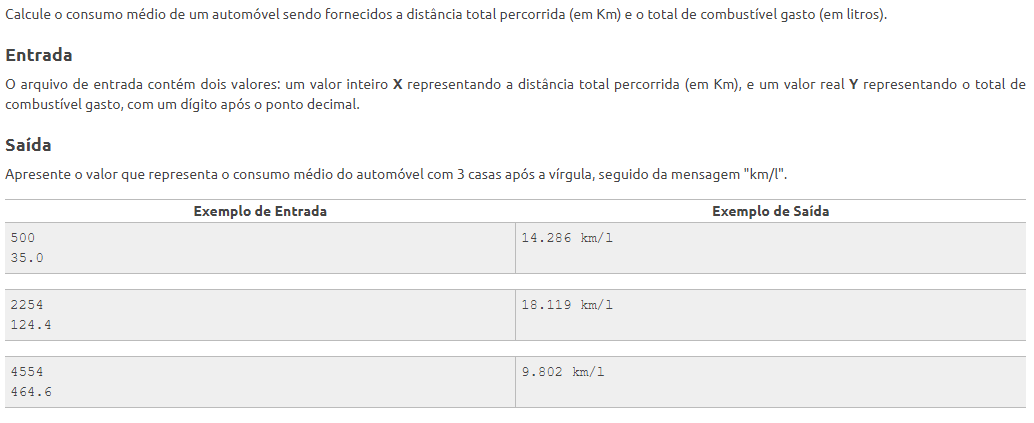 Calcule o consumo médio de um automóvel sendo fornecidos a distância total percorrida (em Km) e o total de combustível gasto (em litros).
Entrada
O arquivo de entrada contém dois valores: um valor inteiro X representando a distância total percorrida (em Km), e um valor real Y representando o total de
combustível gasto, com um dígito após o ponto decimal.
Saída
Apresente o valor que representa o consumo médio do automóvel com 3 casas após a vírgula, seguido da mensagem "km/l".
Exemplo de Entrada Exemplo de Saída
500 14.286 km/l
35.0
2254 18.119 km/l
124.4
4554 9.802 km/l
464.6